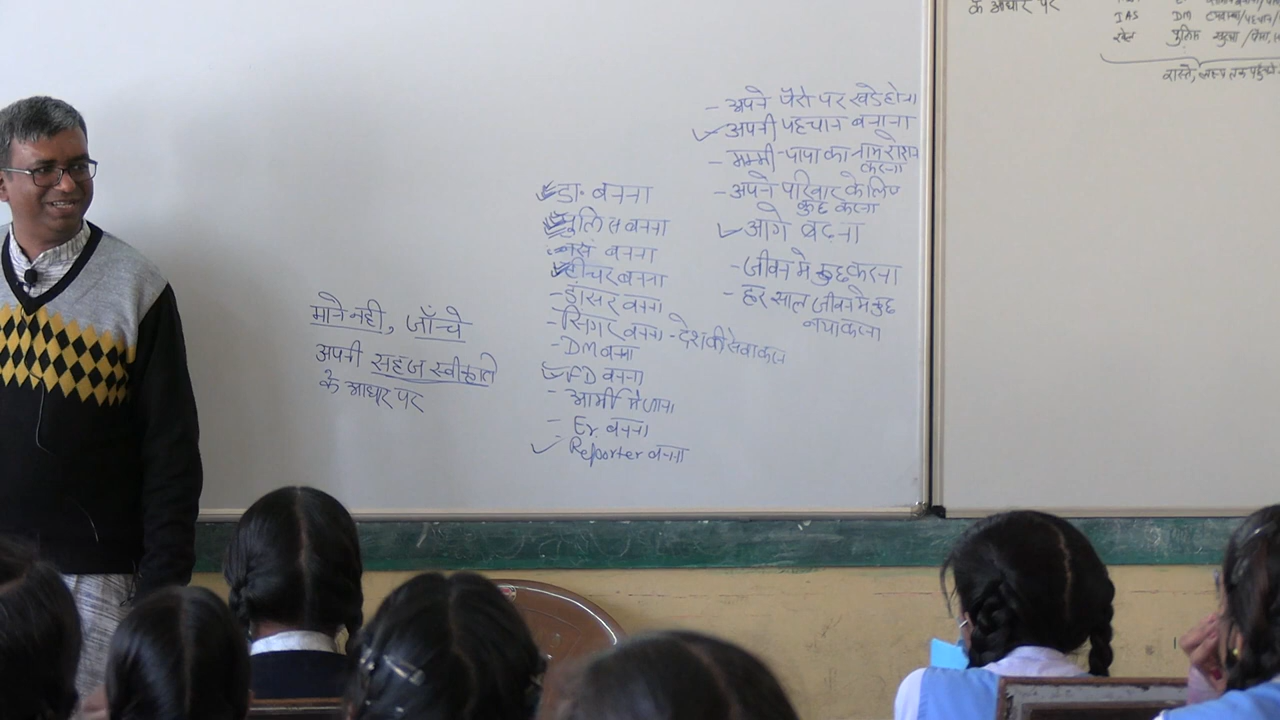 माने नही, जाँचे
अपनी सहज स्वीकृति
के आधार पर
डा. बनना
पुलिस बनना
नर्स बनना
टीचर बनना
- डांसर बनना
- सिंगर बनना - देश की सेवा करना
- DM बनना
FD बनना
- आर्मी मे जाना
- Er. बनना
✓ Reporter बनना
- अपने पैरो पर खडे होना
✓ अपनी पहचान बनाना
- मम्मी-पापा का नाम रोशन
करना
- अपने परिवार के लिए
कुछ करना
✓ आगे बढ़ना
- जीवन मे कुछ करना
- हर साल जीवन मे कुछ
नया करना
के आधार पर
IAS DM
खेल पुलिस सुरक्षा
रास्ते,